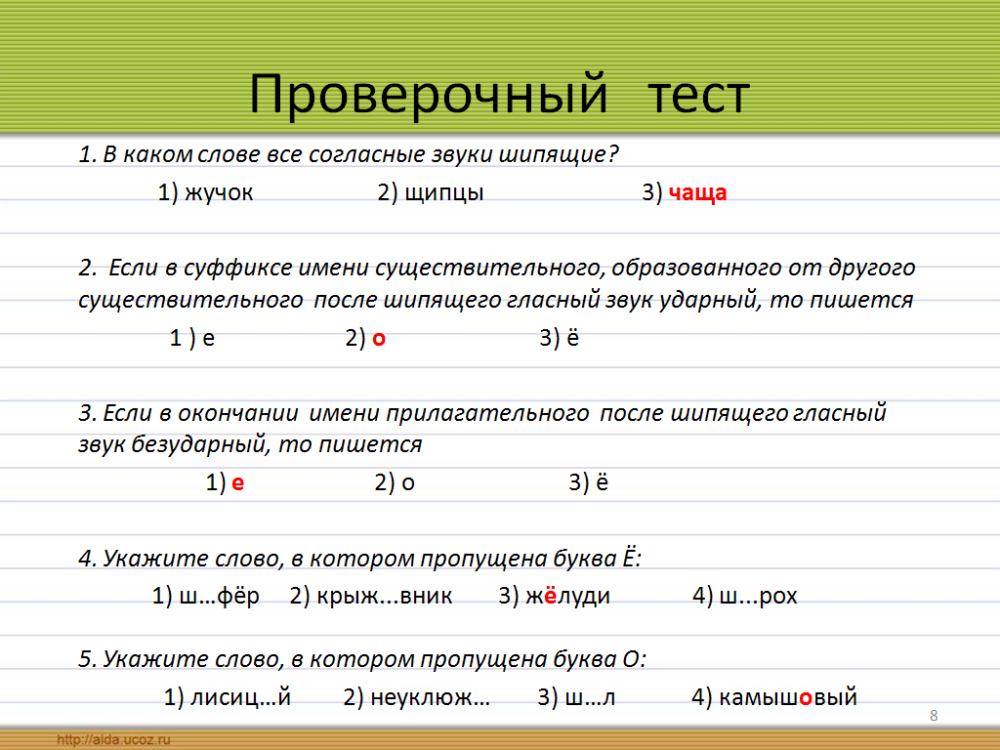 Проверочный тест
1. В каком слове все согласные звуки шипящие?
1) жучок 2) щипцы 3) чаща
2. Если в суффиксе имени существительного, образованного от другого
существительного после шипящего гласный звук ударный, то пишется
1 ) е 2) о 3) ё
3. Если в окончании имени прилагательного после шипящего гласный
звук безударный, то пишется
1) е 2) о 3) ё
4. Укажите слово, в котором пропущена буква Ё:
1) ш…фёр 2) крыж...вник 3) жёлуди 4) ш...рох
5. Укажите слово, в котором пропущена буква О:
1) лисиц…й 2) неуклюж… 3) ш…л 4) камышовый
8
http://aida.ucoz.ru